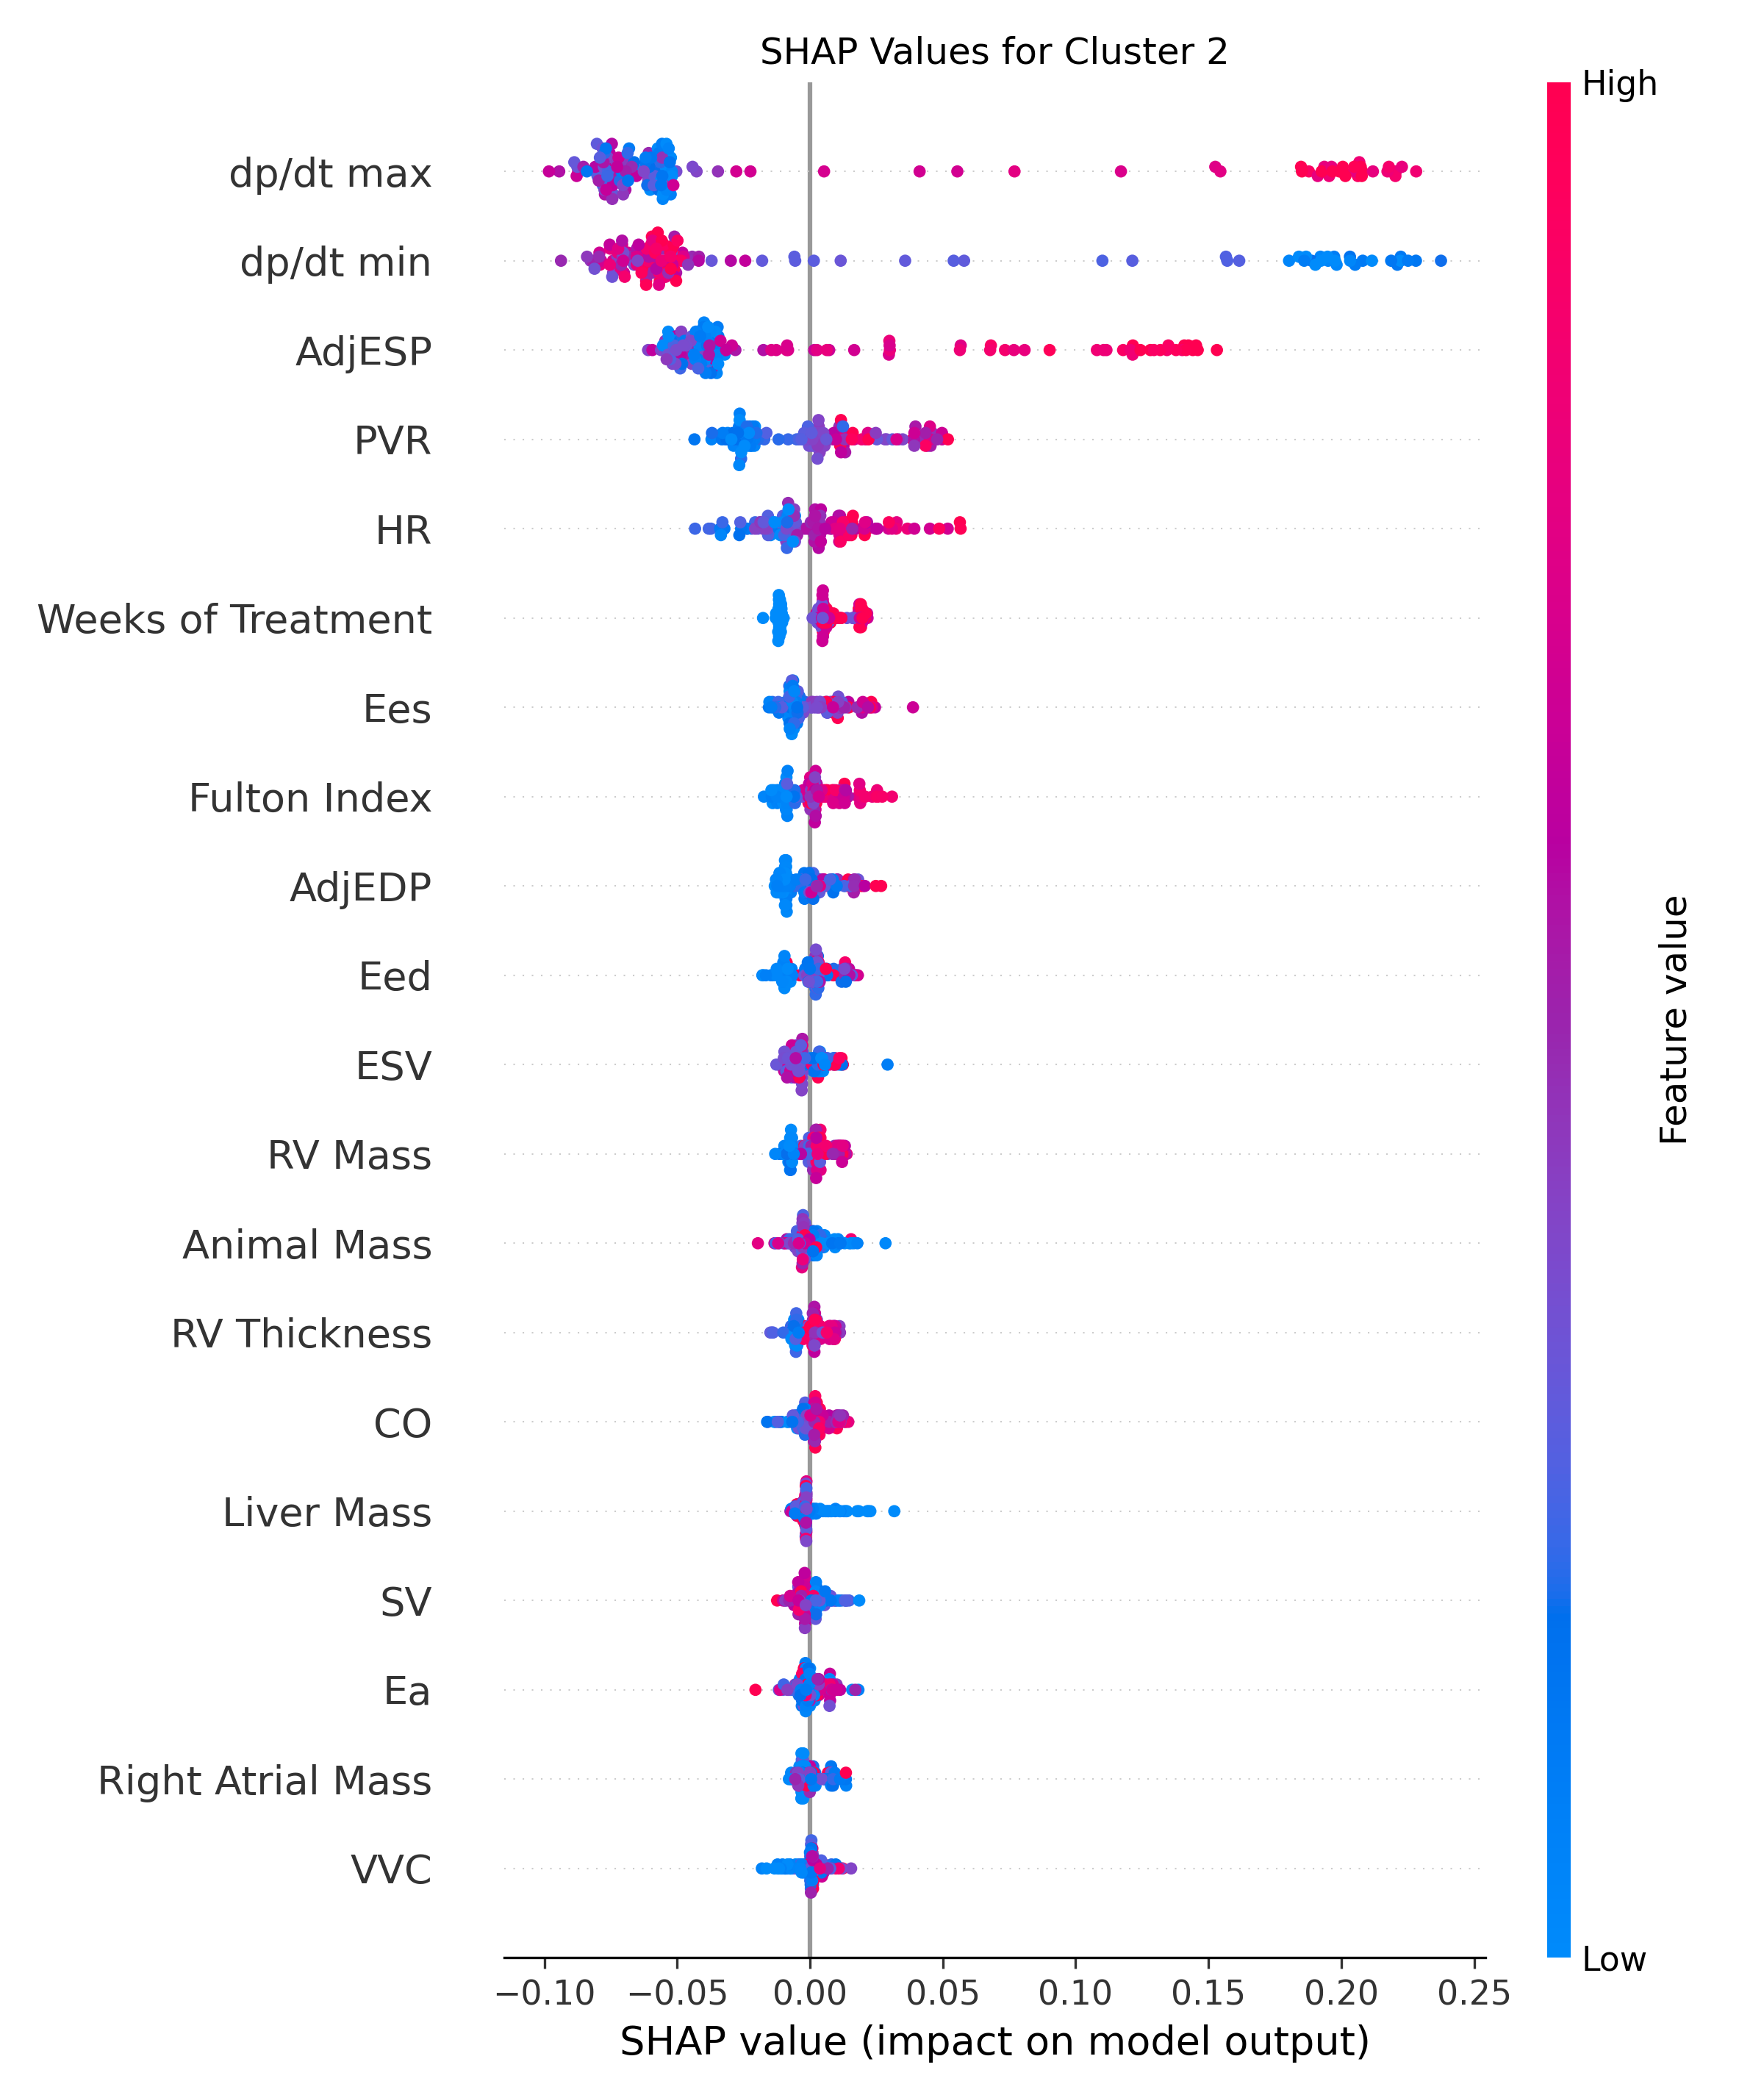 SHAP Values for Cluster 2
High
dp/dt max
dp/dt min
AdjESP
PVR
HR
Weeks of Treatment
Ees
Fulton Index
AdjEDP
Eed
ESV
RV Mass
Animal Mass
RV Thickness
CO
Liver Mass
SV
Ea
Right Atrial Mass
VVC
Feature value
Low
−0.10 −0.05 0.00 0.05 0.10 0.15 0.20 0.25
SHAP value (impact on model output)